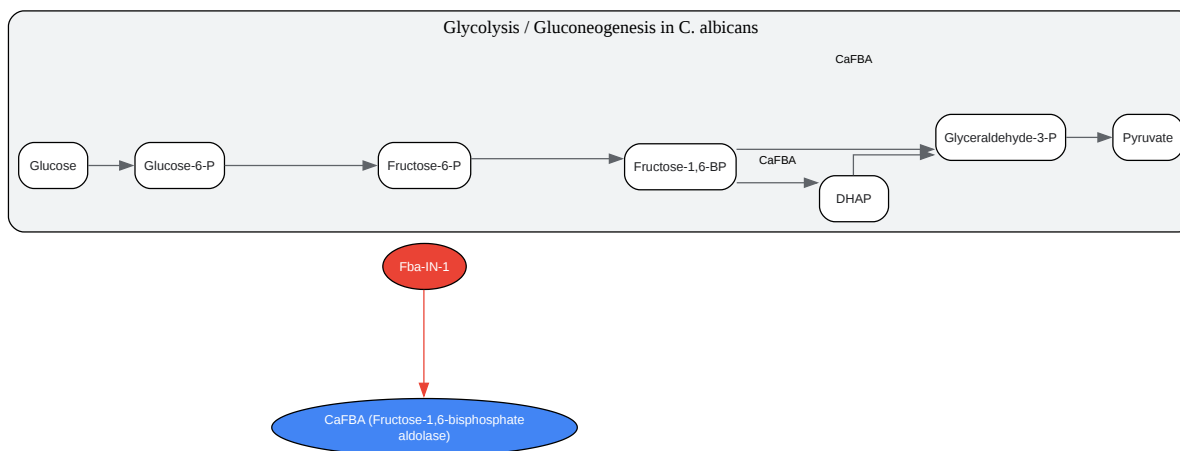 Glycolysis / Gluconeogenesis in C. albicans
CaFBA
Glucose
Glucose-6-P
Fructose-6-P
Fructose-1,6-BP
CaFBA
DHAP
Glyceraldehyde-3-P
Pyruvate
Fba-IN-1
CaFBA (Fructose-1,6-bisphosphate
aldolase)